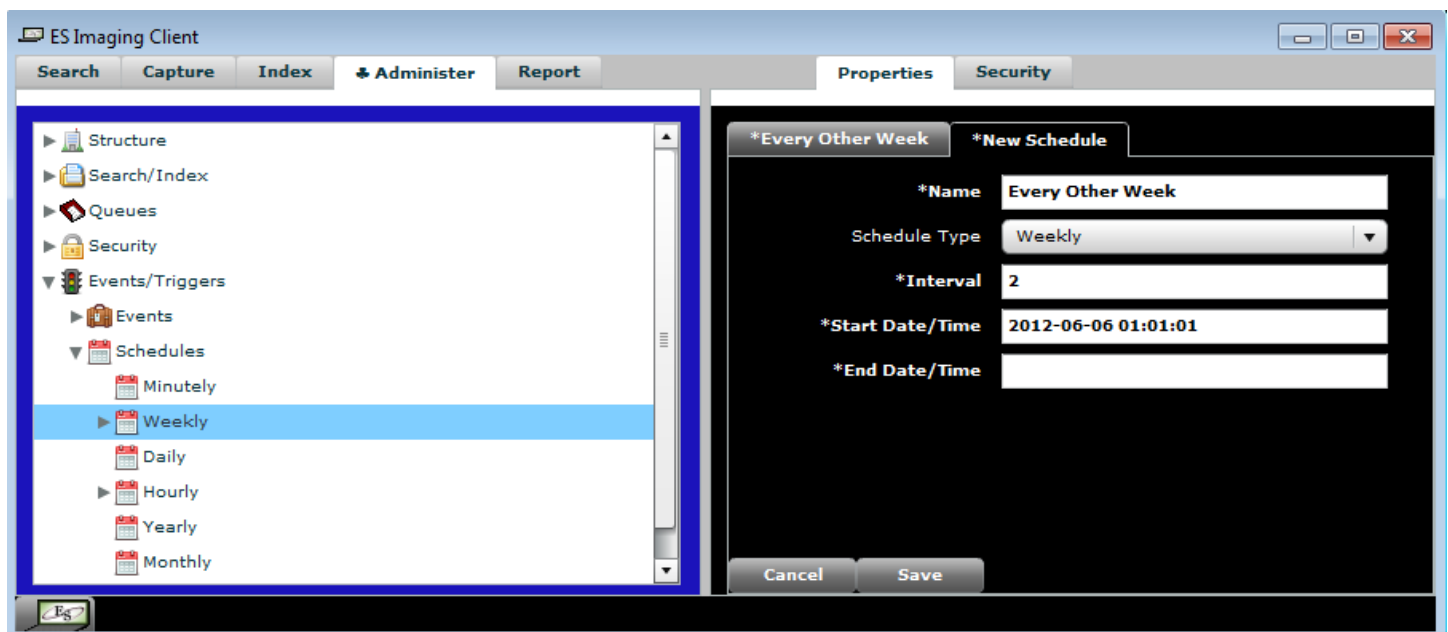 ES Imaging Client
Search Capture Index Administer Report
Properties Security
Structure
Search/Index
Queues
Security
Events/Triggers
Events
Schedules
Minutely
Weekly
Daily
Hourly
Yearly
Monthly
*Every Other Week *New Schedule
*Name Every Other Week
Schedule Type Weekly
*Interval 2
*Start Date/Time 2012-06-06 01:01:01
*End Date/Time
Cancel Save
ES